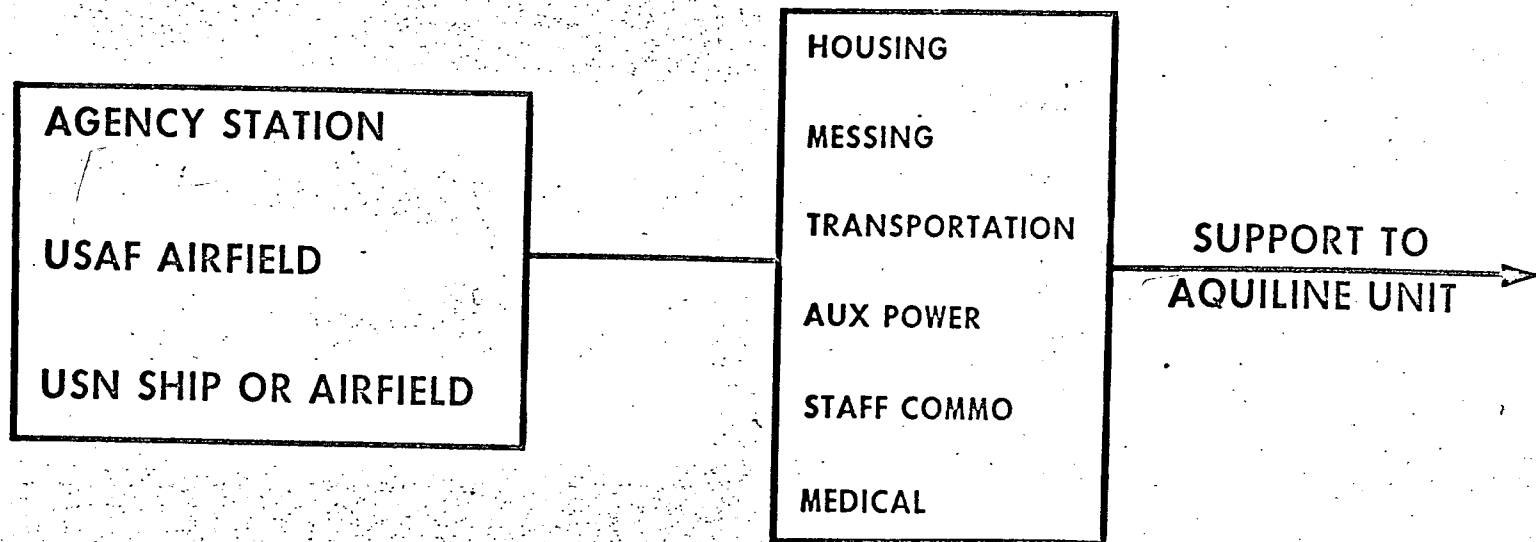 AGENCY STATION
USAF AIRFIELD
USN SHIP OR AIRFIELD
HOUSING
MESSING
TRANSPORTATION
AUX POWER
STAFF COMMO
MEDICAL
SUPPORT TO
AQUILINE UNIT